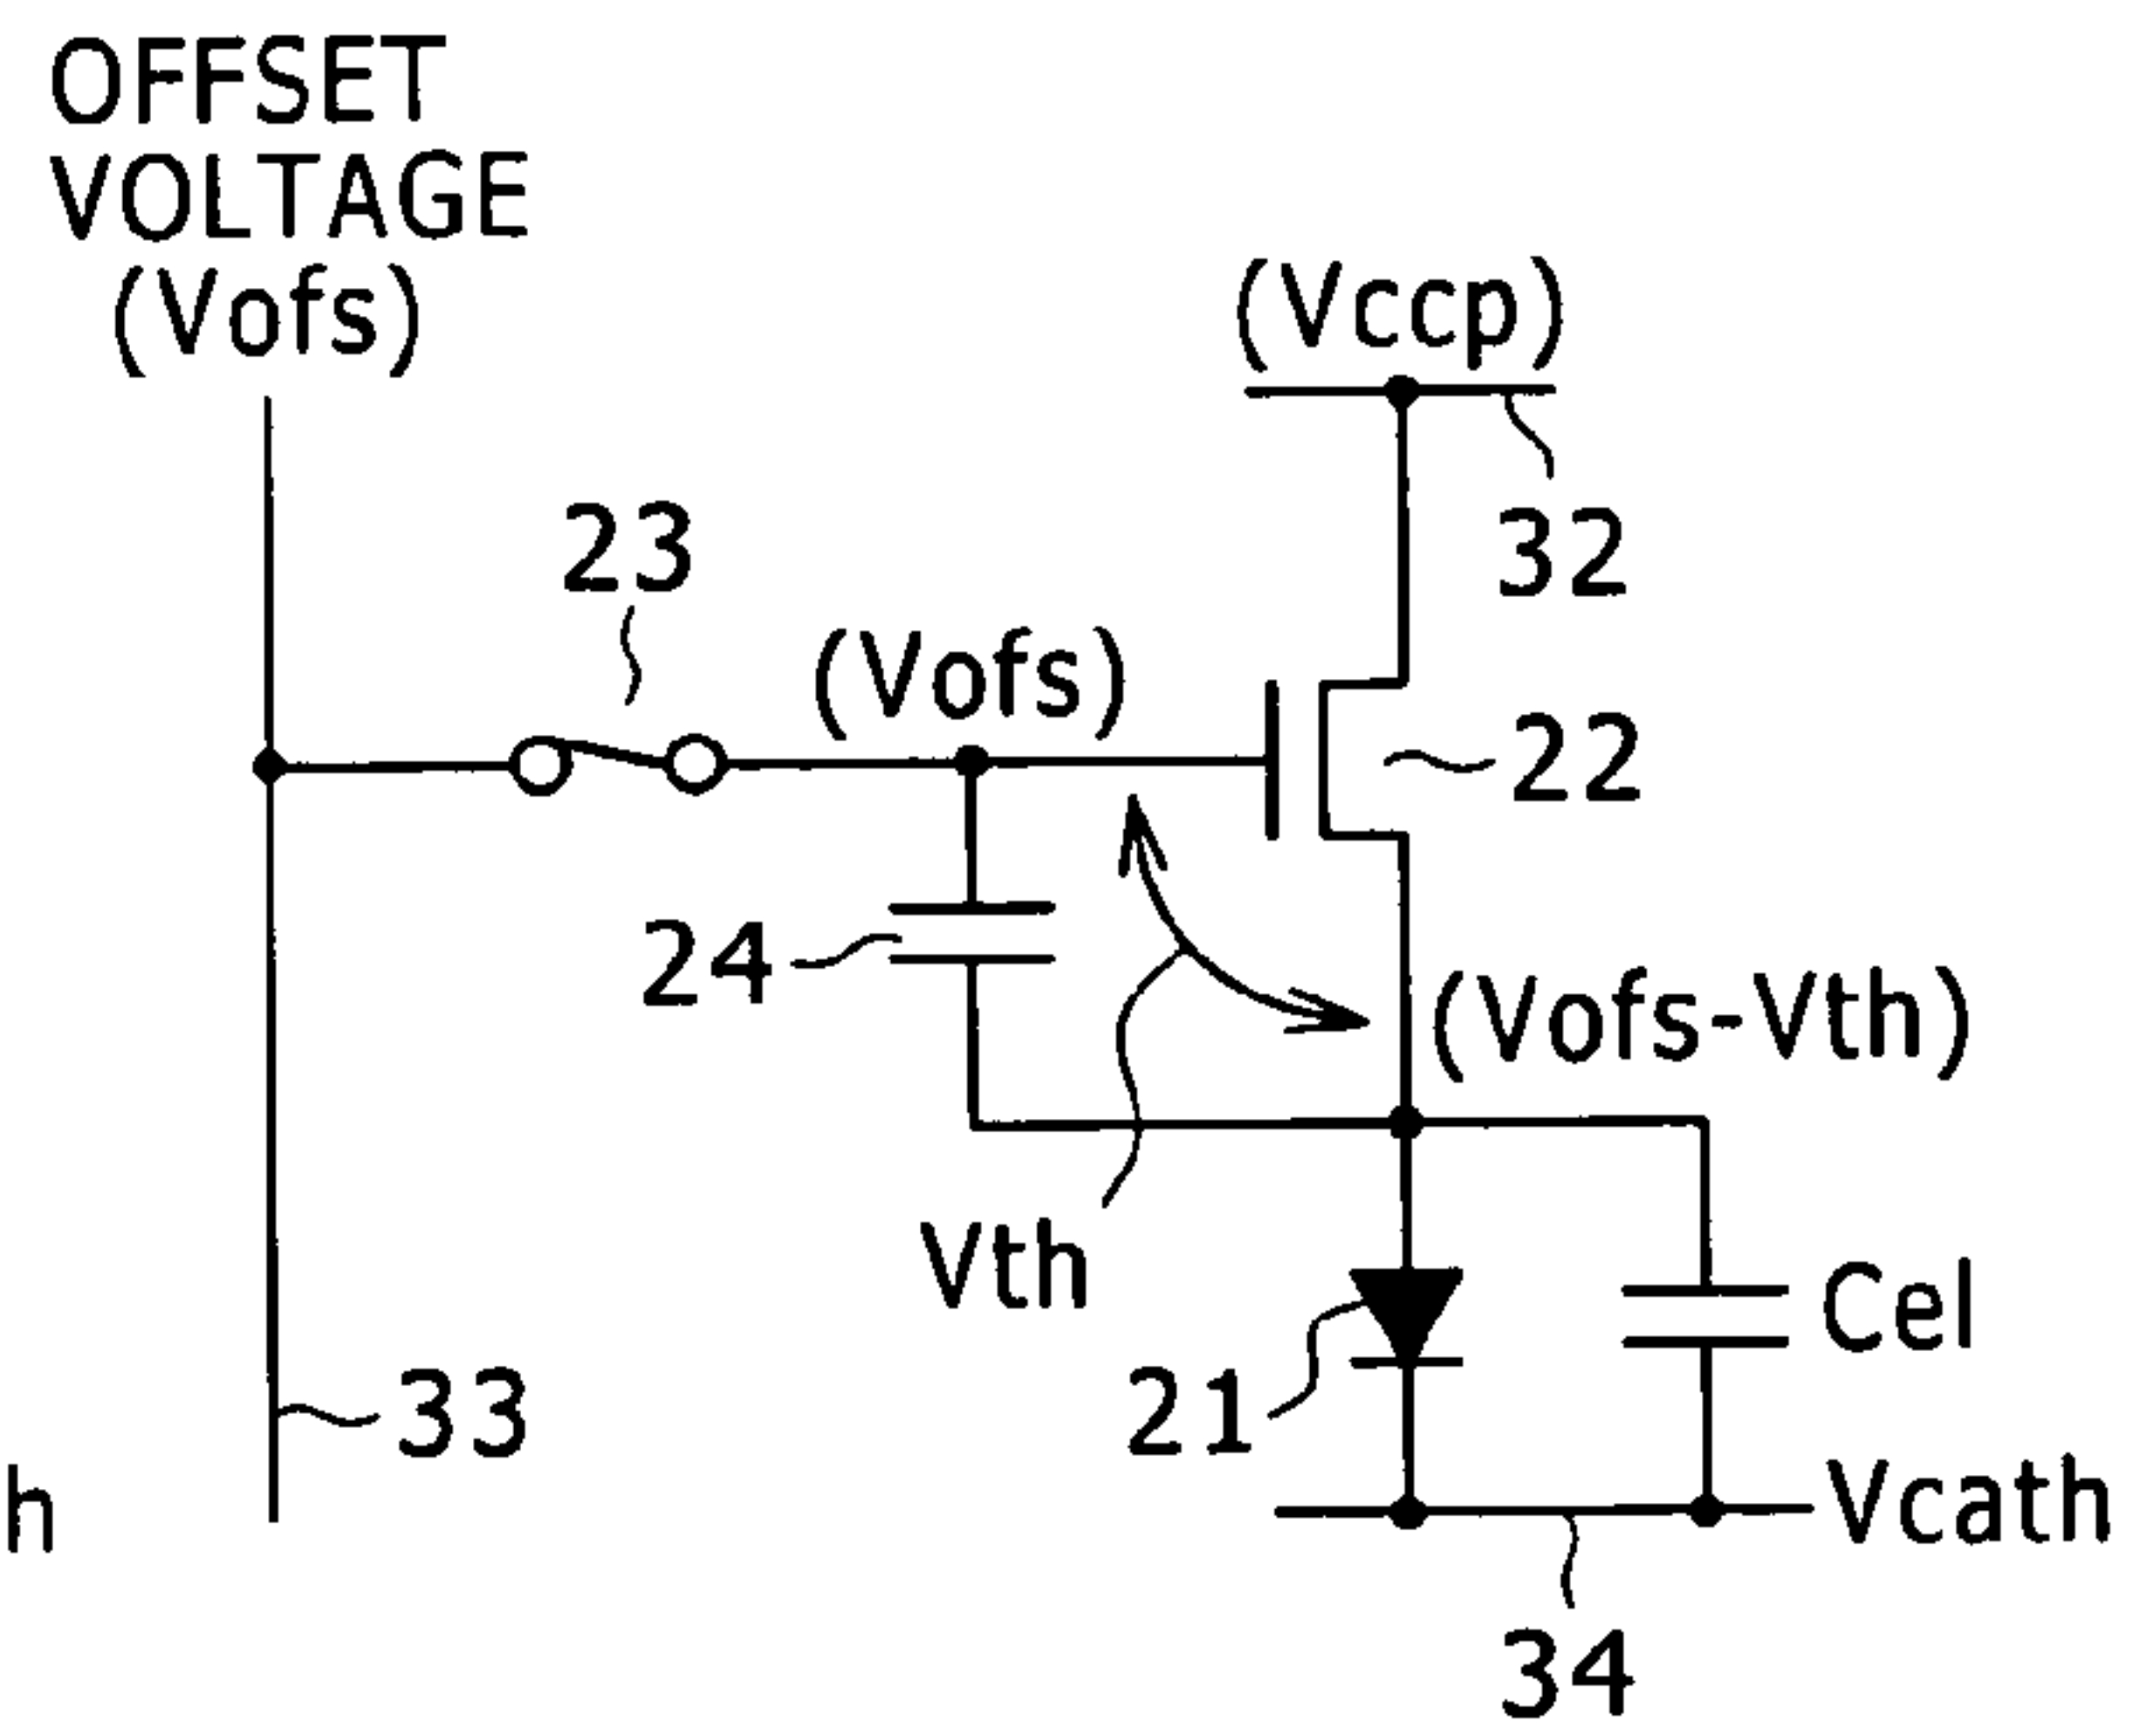 OFFSET
VOLTAGE
(Vofs)
(Vccp)
32
23
(Vofs)
22
24
(Vofs-Vth)
Vth
Cel
21
33
h
Vcath
34